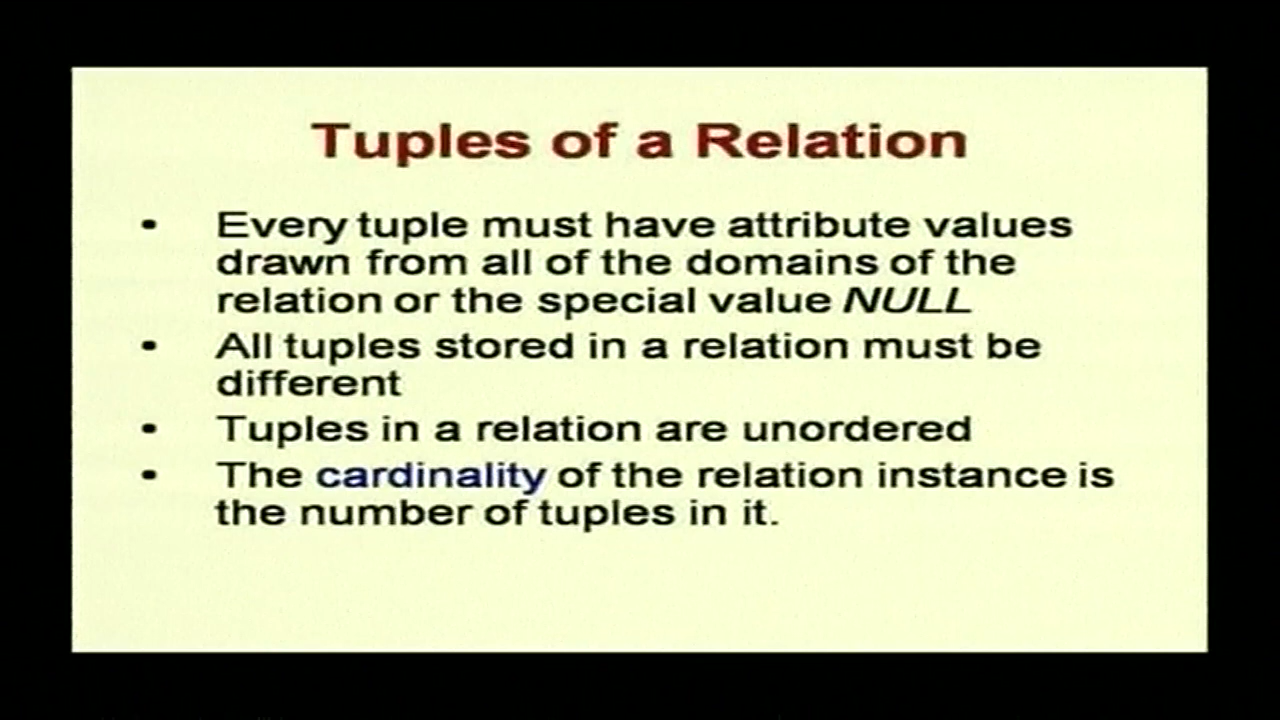 Tuples of a Relation
• Every tuple must have attribute values
drawn from all of the domains of the
relation or the special value NULL
• All tuples stored in a relation must be
different
• Tuples in a relation are unordered
• The cardinality of the relation instance is
the number of tuples in it.